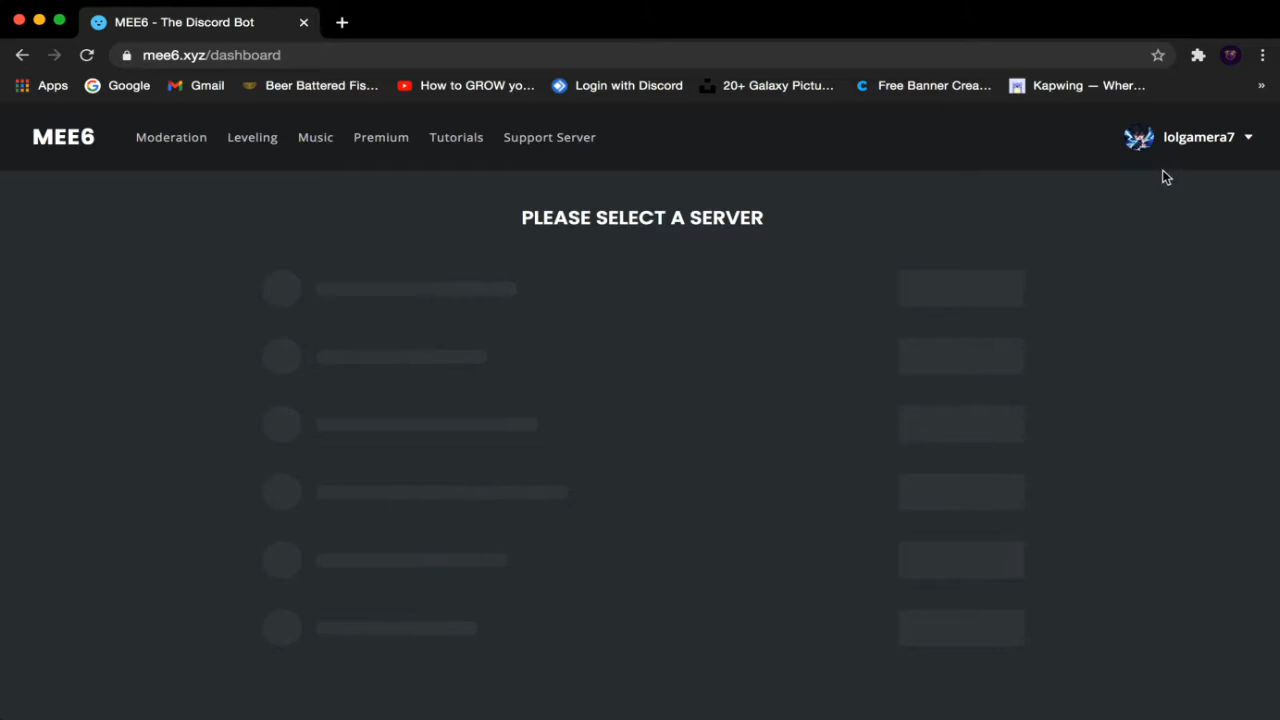 MEE6 - The Discord Bot
mee6.xyz/dashboard
Apps Google Gmail Beer Battered Fis... How to GROW yo... Login with Discord 20+ Galaxy Pictu... Free Banner Crea... Kapwing — Wher... »
MEE6 Moderation Leveling Music Premium Tutorials Support Server lolgamera7
PLEASE SELECT A SERVER